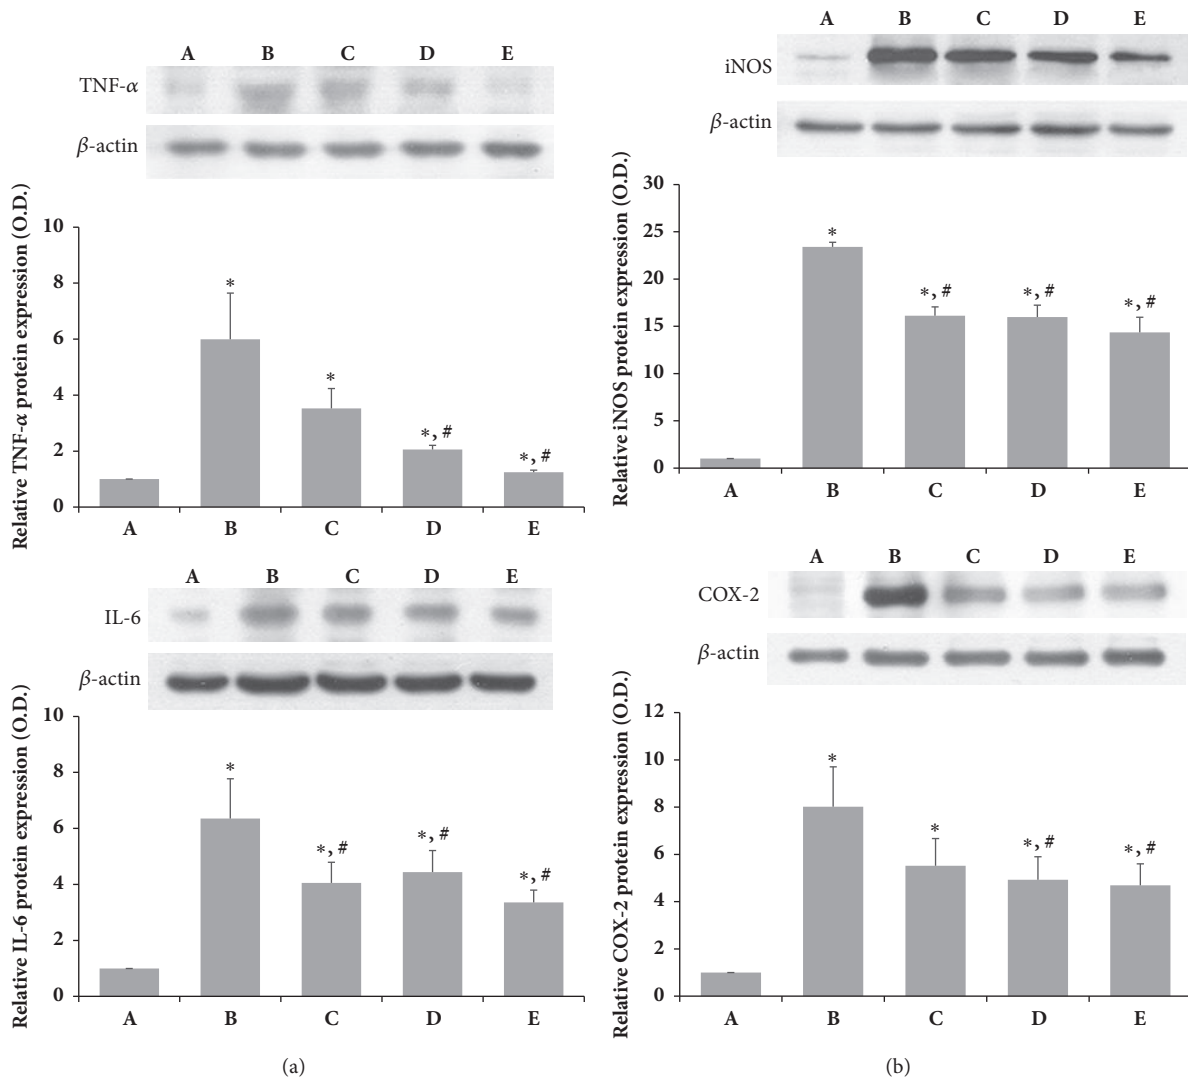 A B C D E
TNF-α
β-actin
Relative TNF-α protein expression (O.D.)
10
8
6
4
2
0
*
*
*, #
*, #
A B C D E
A B C D E
IL-6
β-actin
Relative IL-6 protein expression (O.D.)
10
8
6
4
2
0
*
*, #
*, #
*, #
A B C D E
(a)
A B C D E
iNOS
β-actin
Relative iNOS protein expression (O.D.)
30
25
20
15
10
5
0
*
*, #
*, #
*, #
A B C D E
A B C D E
COX-2
β-actin
Relative COX-2 protein expression (O.D.)
12
10
8
6
4
2
0
*
*
*, #
*, #
A B C D E
(b)